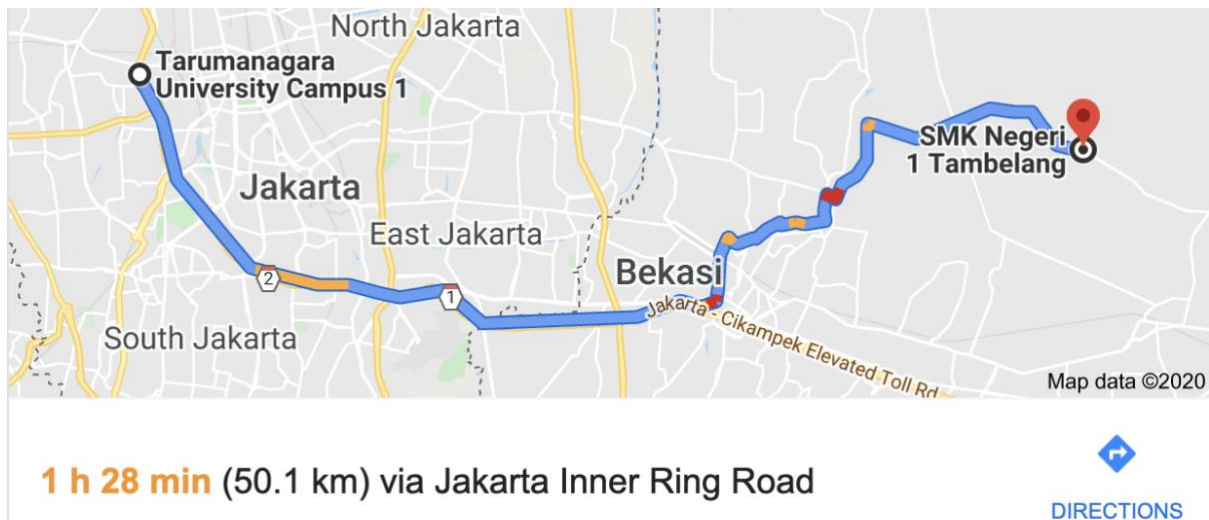 North Jakarta
Tarumanagara
University Campus 1
SMK Negeri
1 Tambelang
Jakarta
East Jakarta
2
Bekasi
1
South Jakarta
Jakarta - Cikampek Elevated Toll Rd
Map data ©2020
1 h 28 min (50.1 km) via Jakarta Inner Ring Road
DIRECTIONS